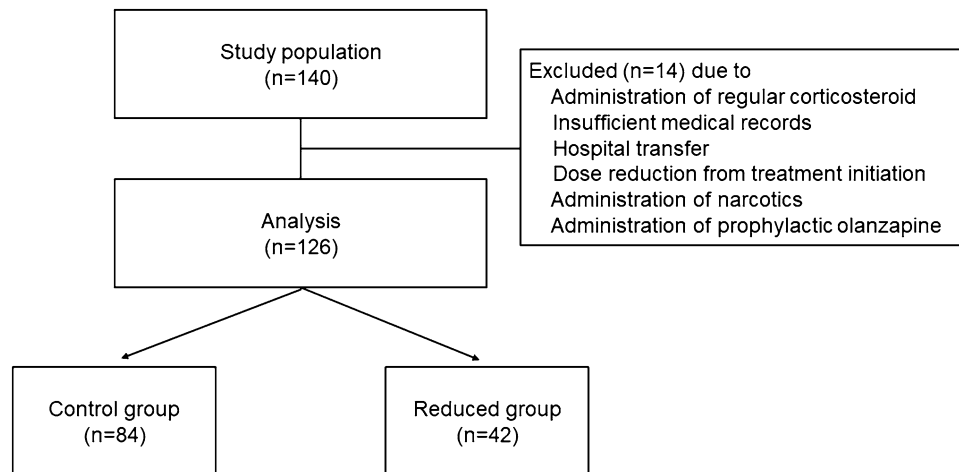 Study population
(n=140)
Excluded (n=14) due to
Administration of regular corticosteroid
Insufficient medical records
Hospital transfer
Dose reduction from treatment initiation
Administration of narcotics
Administration of prophylactic olanzapine
Analysis
(n=126)
Control group
(n=84)
Reduced group
(n=42)